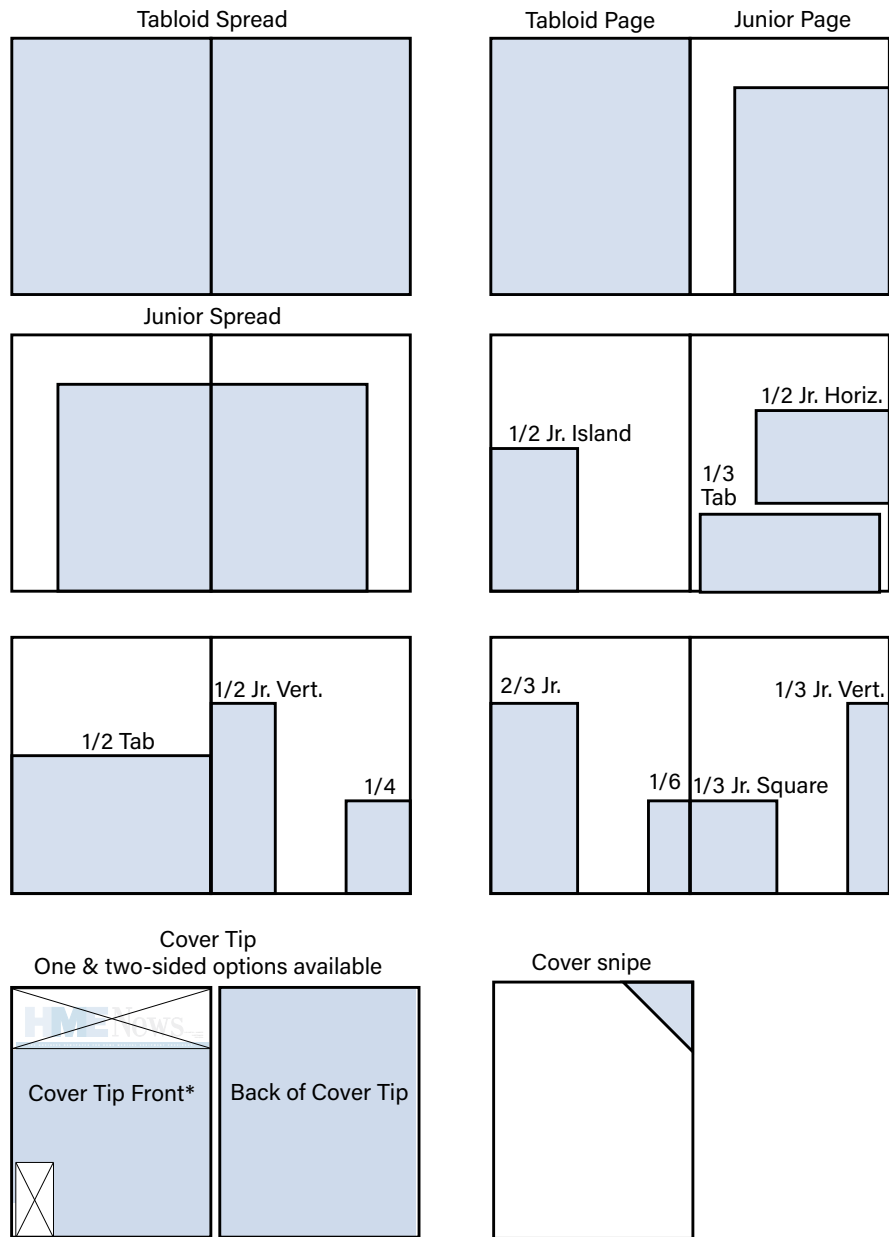 Tabloid Spread
Tabloid Page
Junior Page
Junior Spread
1/2 Jr. Island
1/2 Jr. Horiz.
1/3
Tab
1/2 Tab
1/2 Jr. Vert.
1/4
2/3 Jr.
1/6
1/3 Jr. Square
1/3 Jr. Vert.
Cover Tip
One & two-sided options available
HME News
Cover Tip Front*
Back of Cover Tip
Cover snipe